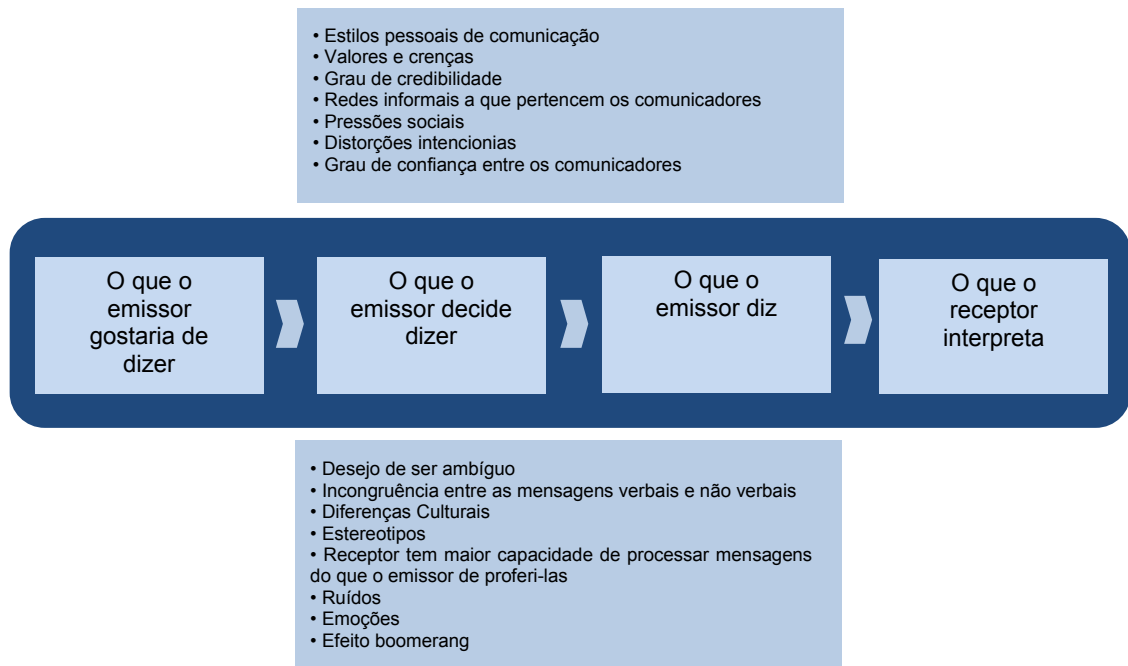 • Estilos pessoais de comunicação
• Valores e crenças
• Grau de credibilidade
• Redes informais a que pertencem os comunicadores
• Pressões sociais
• Distorções intencionias
• Grau de confiança entre os comunicadores
O que o
emissor
gostaria de
dizer
O que o
emissor decide
dizer
O que o
emissor diz
O que o
receptor
interpreta
• Desejo de ser ambíguo
• Incongruência entre as mensagens verbais e não verbais
• Diferenças Culturais
• Estereotipos
• Receptor tem maior capacidade de processar mensagens
do que o emissor de proferi-las
• Ruídos
• Emoções
• Efeito boomerang